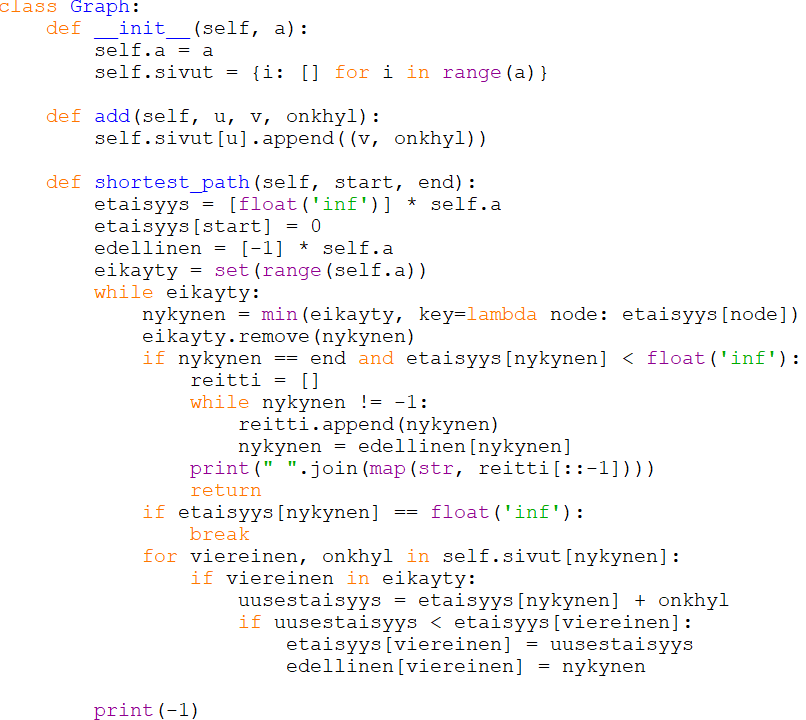 class Graph:
    def __init__(self, a):
        self.a = a
        self.sivut = {i: [] for i in range(a)}

    def add(self, u, v, onkhyl):
        self.sivut[u].append((v, onkhyl))

    def shortest_path(self, start, end):
        etaisyys = [float('inf')] * self.a
        etaisyys[start] = 0
        edellinen = [-1] * self.a
        eikayty = set(range(self.a))
        while eikayty:
            nykynen = min(eikayty, key=lambda node: etaisyys[node])
            eikayty.remove(nykynen)
            if nykynen == end and etaisyys[nykynen] < float('inf'):
                reitti = []
                while nykynen != -1:
                    reitti.append(nykynen)
                    nykynen = edellinen[nykynen]
                print(" ".join(map(str, reitti[::-1])))
                return
            if etaisyys[nykynen] == float('inf'):
                break
            for viereinen, onkhyl in self.sivut[nykynen]:
                if viereinen in eikayty:
                    uusestaisyys = etaisyys[nykynen] + onkhyl
                    if uusestaisyys < etaisyys[viereinen]:
                        etaisyys[viereinen] = uusestaisyys
                        edellinen[viereinen] = nykynen

        print(-1)